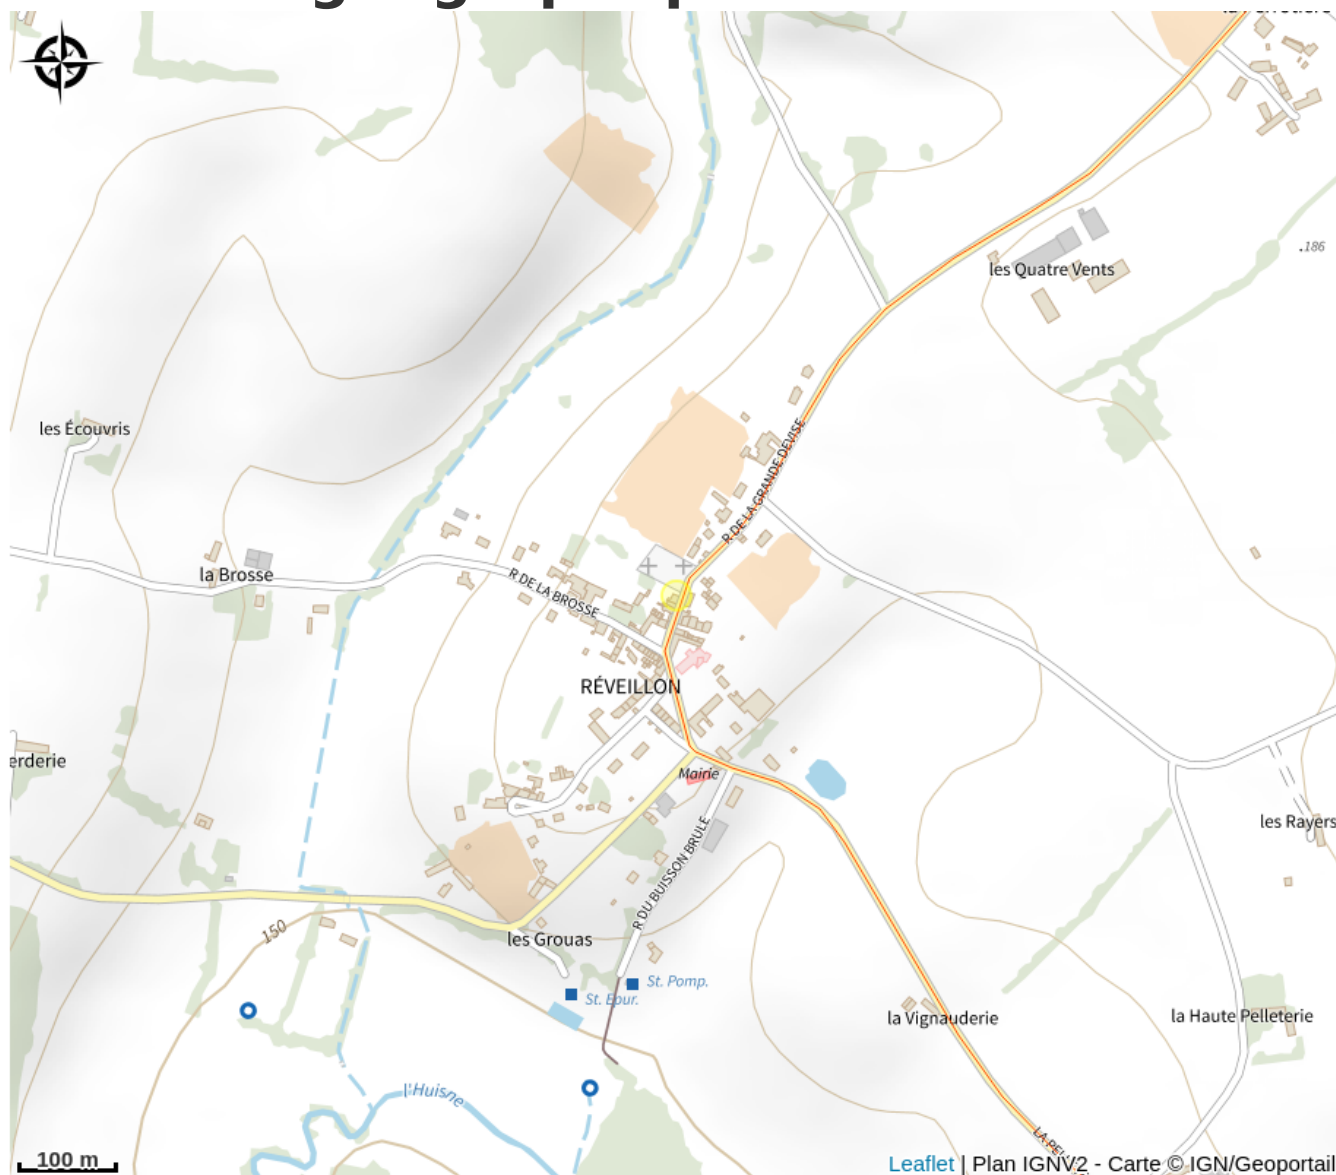 les Quatre Vents
.186
les Écouvris
R DE LA GRANDE DEVISE
la Brosse
R DE LA BROSSE
RÉVEILLON
erderie
Mairie
les Rayers
R DU BUISSON BRULE
150
les Grouas
St. Pomp.
St. Epur.
la Vignauderie
la Haute Pelleterie
l'Huisne
100 m
Leaflet | Plan IGNV2 - Carte © IGN/Geoportail